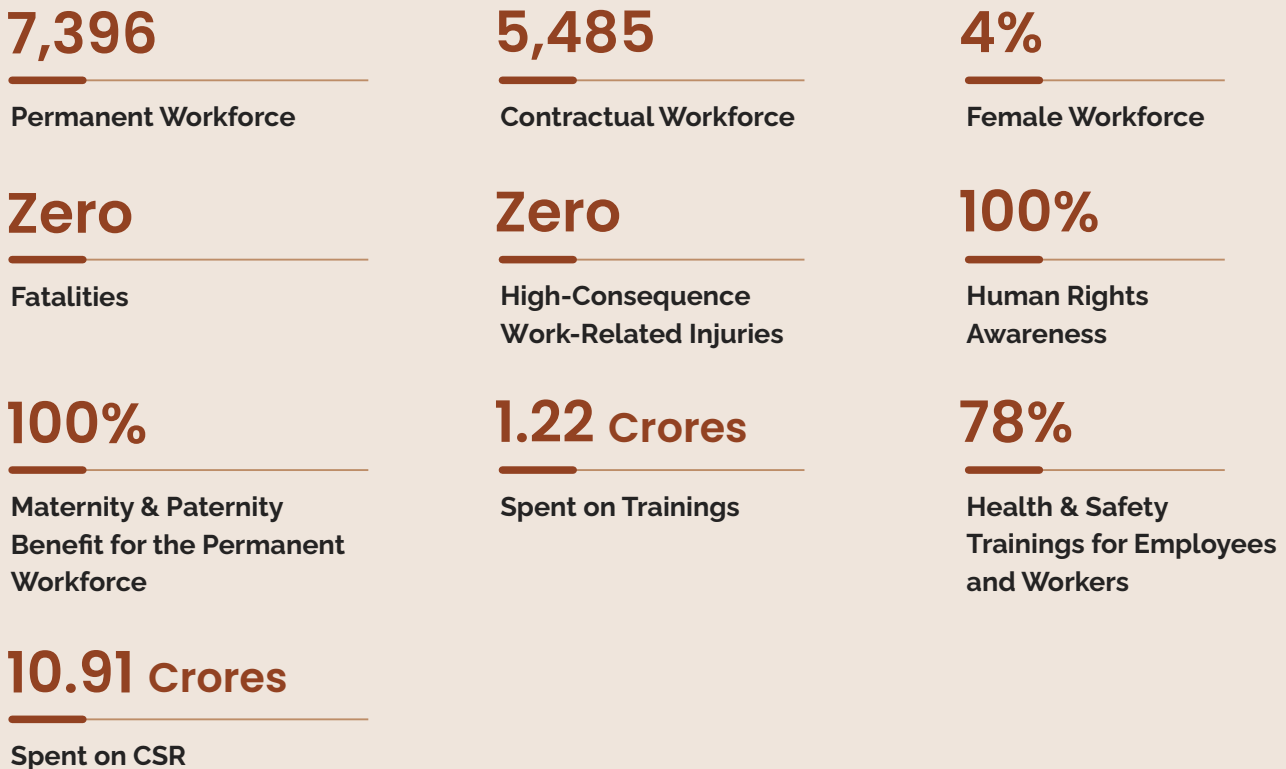 7,396
Permanent Workforce
5,485
Contractual Workforce
4%
Female Workforce
Zero
Fatalities
Zero
High-Consequence
Work-Related Injuries
100%
Human Rights
Awareness
100%
Maternity & Paternity
Benefit for the Permanent
Workforce
1.22 Crores
Spent on Trainings
78%
Health & Safety
Trainings for Employees
and Workers
10.91 Crores
Spent on CSR